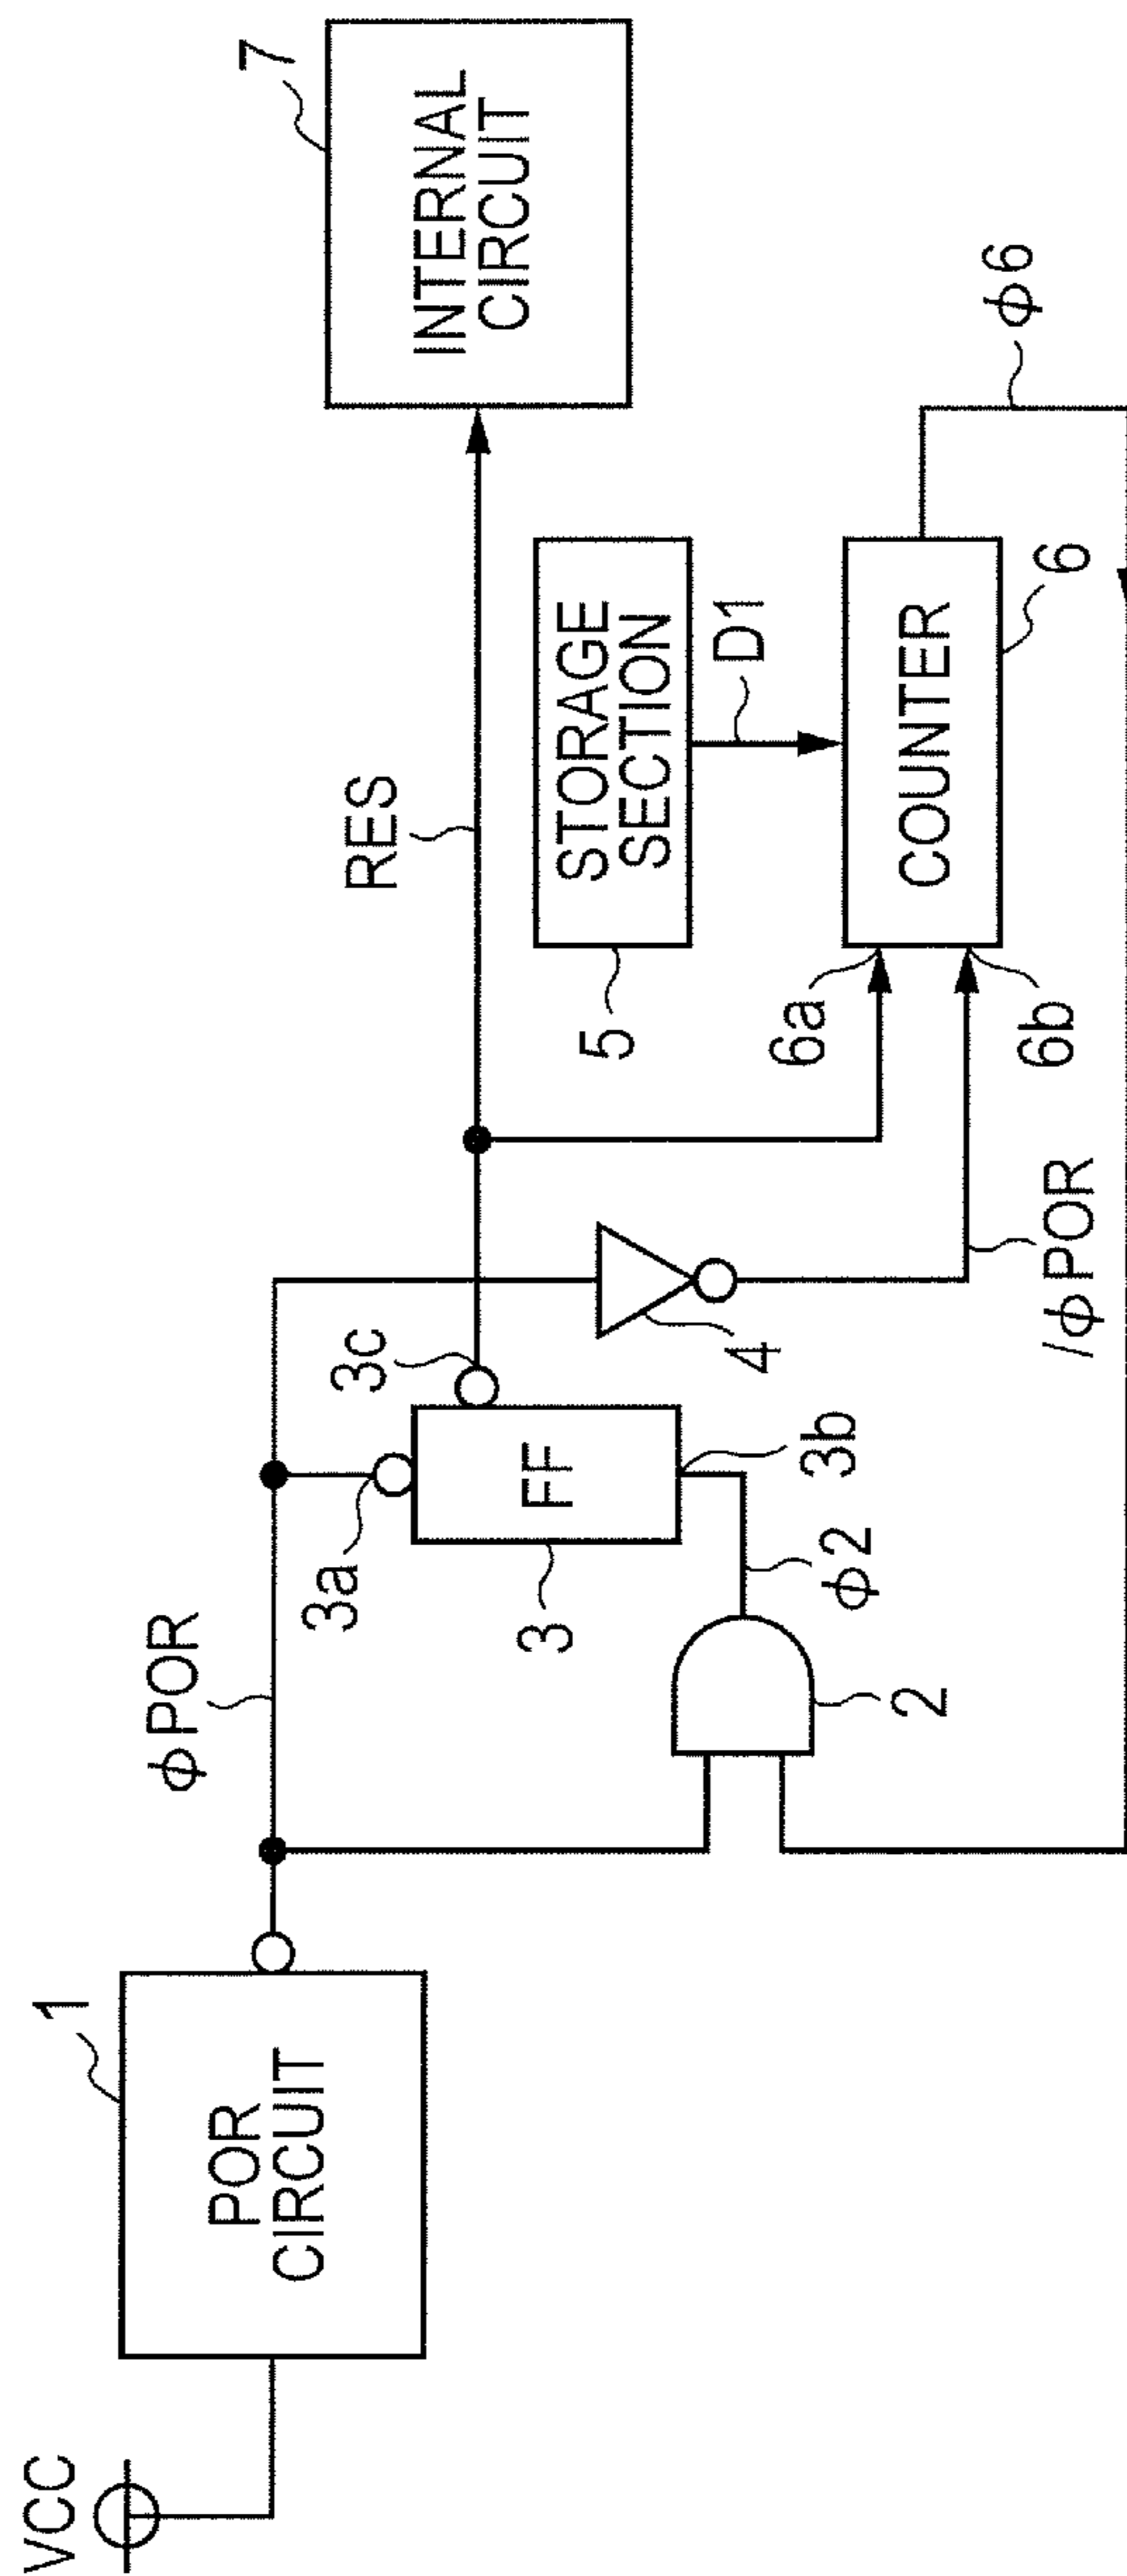 VCC
1
POR
CIRCUIT
φPOR
3a
3
FF
3c
3b
φ2
2
4
/φPOR
RES
7
INTERNAL
CIRCUIT
5
STORAGE
SECTION
D1
6a
6b
COUNTER
6
φ6